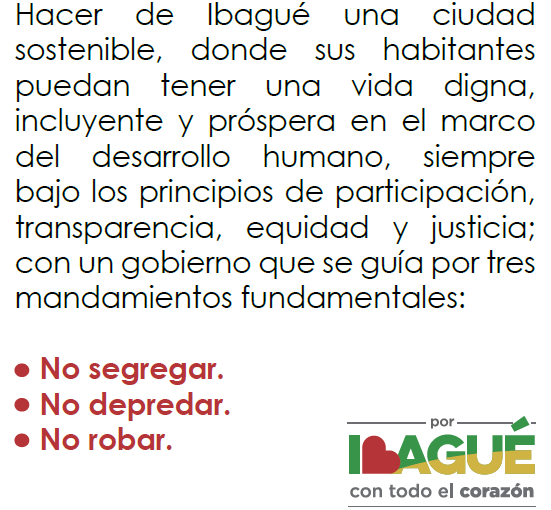 Hacer de Ibagué una ciudad
sostenible, donde sus habitantes
puedan tener una vida digna,
incluyente y próspera en el marco
del desarrollo humano, siempre
bajo los principios de participación,
transparencia, equidad y justicia;
con un gobierno que se guía por tres
mandamientos fundamentales:
• No segregar.
• No depredar.
• No robar.
por
IBAGUÉ
con todo el corazón